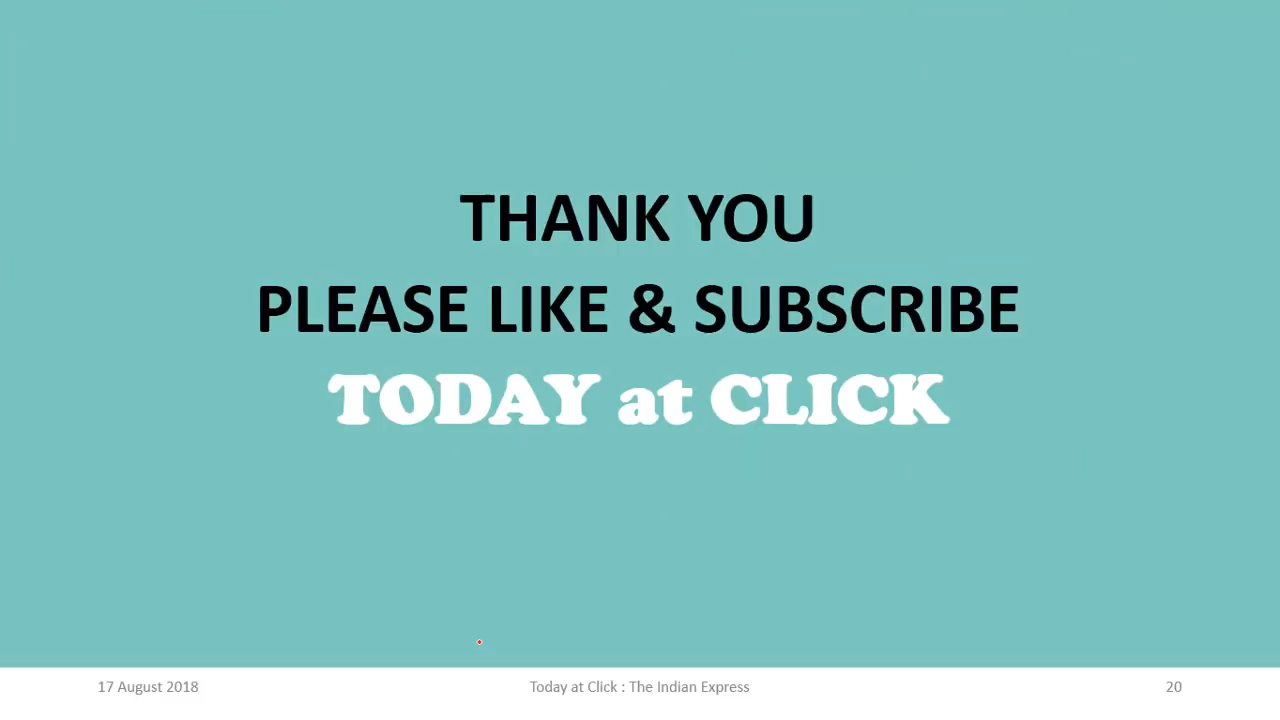 THANK YOU
PLEASE LIKE & SUBSCRIBE
TODAY at CLICK
17 August 2018
Today at Click : The Indian Express
20